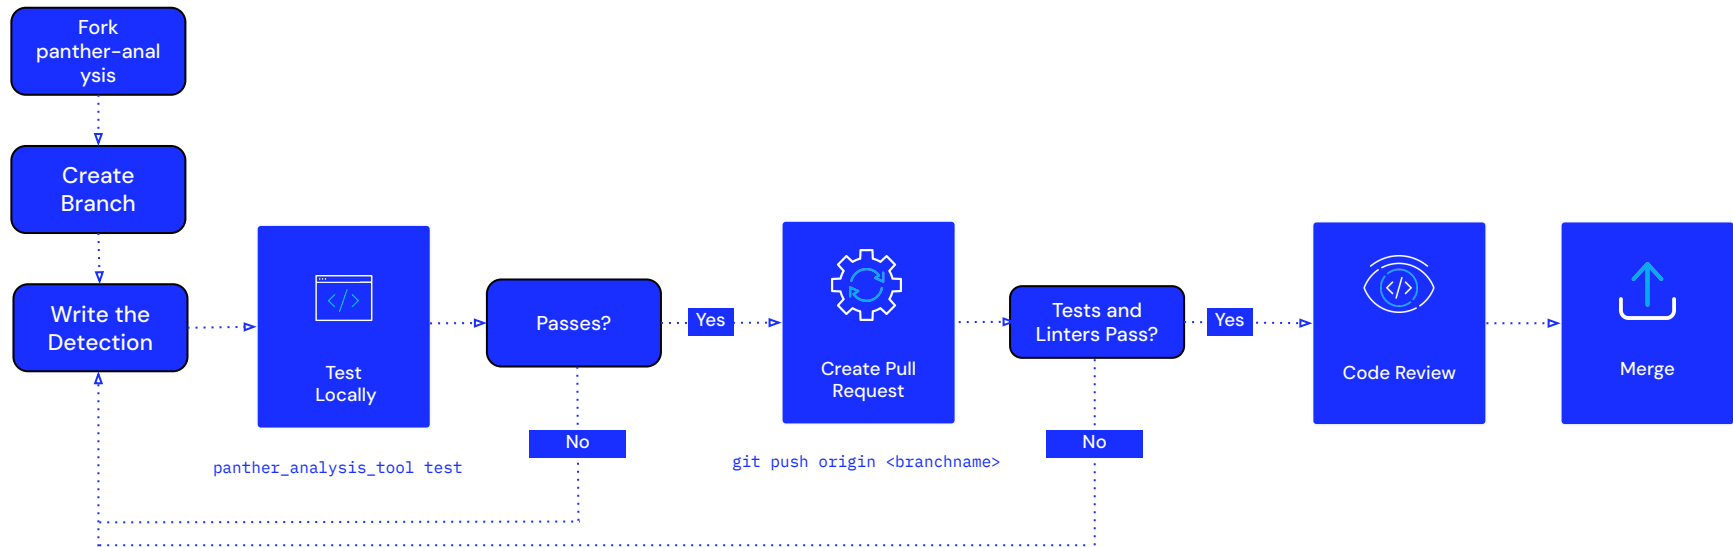 Fork
panther-anal
ysis
Create
Branch
Write the
Detection
Test
Locally
panther_analysis_tool test
Passes?
Yes
No
Create Pull
Request
git push origin <branchname>
Tests and
Linters Pass?
Yes
No
</>
Code Review
Merge